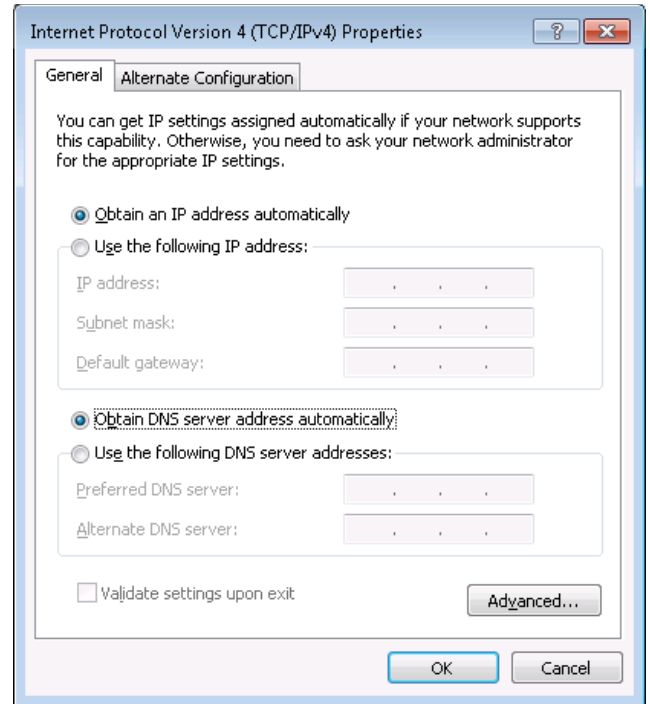 Internet Protocol Version 4 (TCP/IPv4) Properties
General
Alternate Configuration
You can get IP settings assigned automatically if your network supports
this capability. Otherwise, you need to ask your network administrator
for the appropriate IP settings.
Obtain an IP address automatically
Use the following IP address:
IP address:
Subnet mask:
Default gateway:
Obtain DNS server address automatically
Use the following DNS server addresses:
Preferred DNS server:
Alternate DNS server:
Validate settings upon exit
Advanced...
OK
Cancel